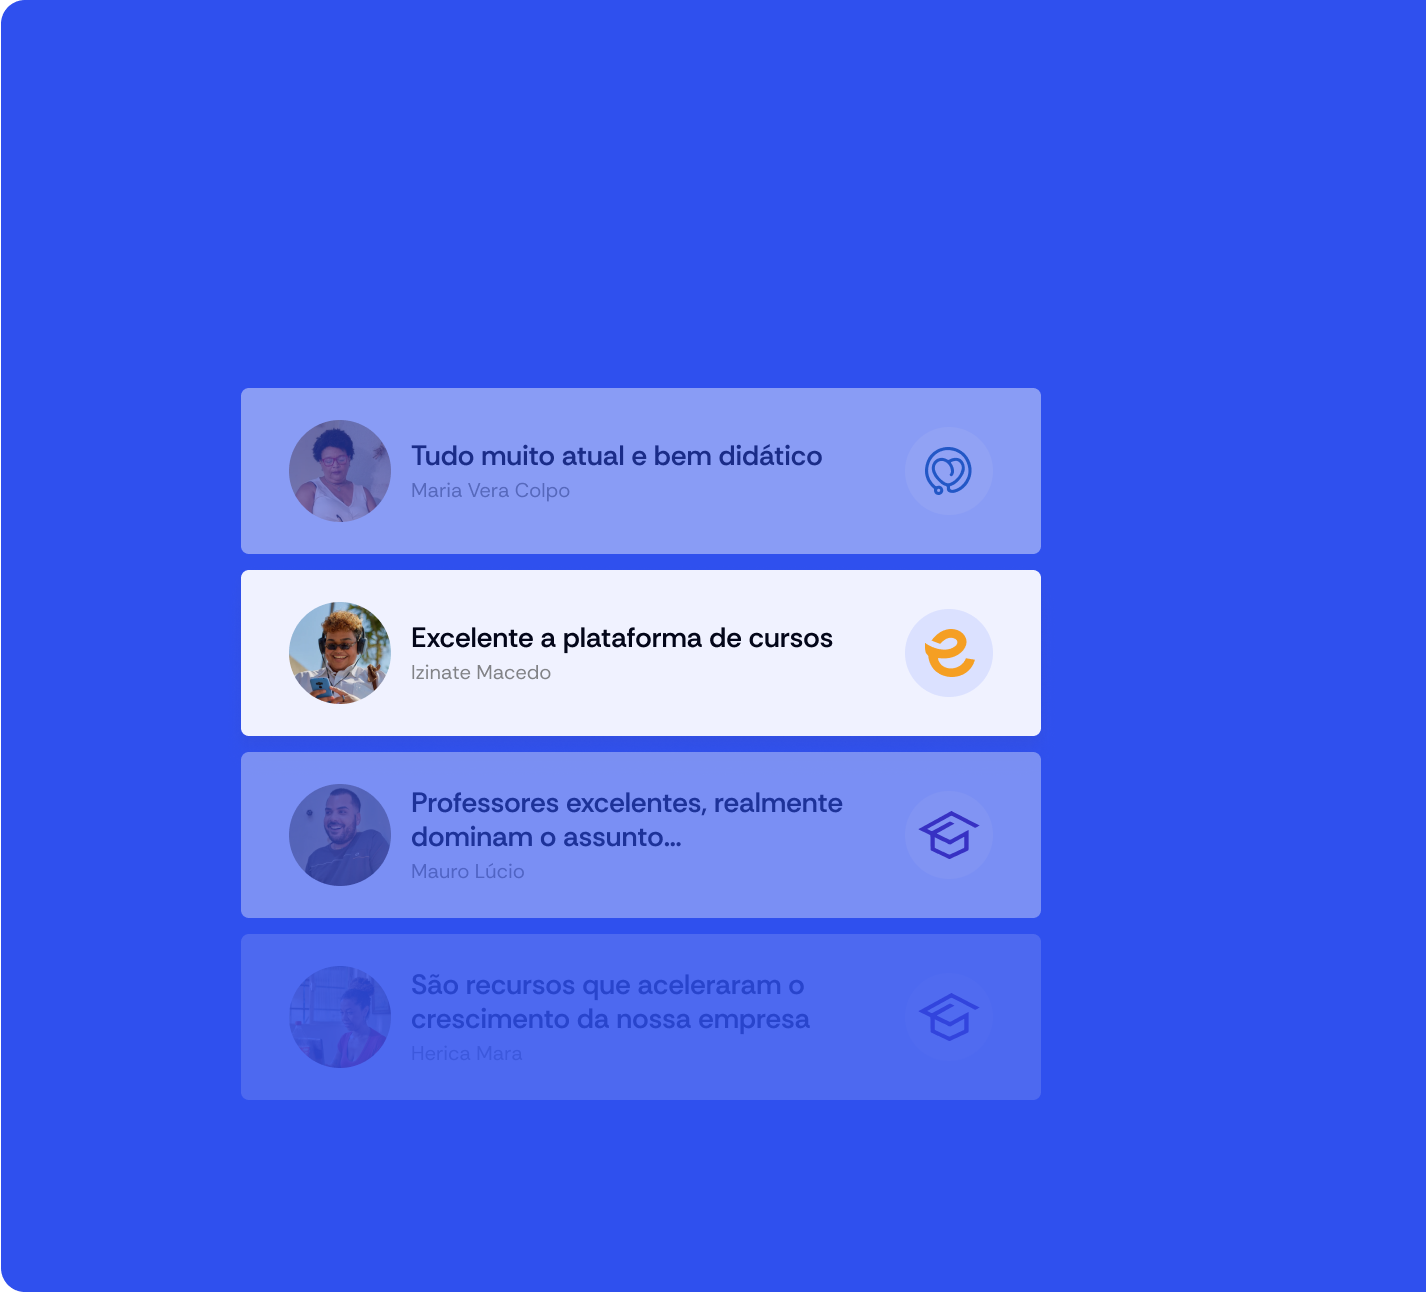 Tudo muito atual e bem didático
Maria Vera Colpo
Excelente a plataforma de cursos
Izinate Macedo
Professores excelentes, realmente
dominam o assunto...
Mauro Lúcio
São recursos que aceleraram o
crescimento da nossa empresa
Herica Mara